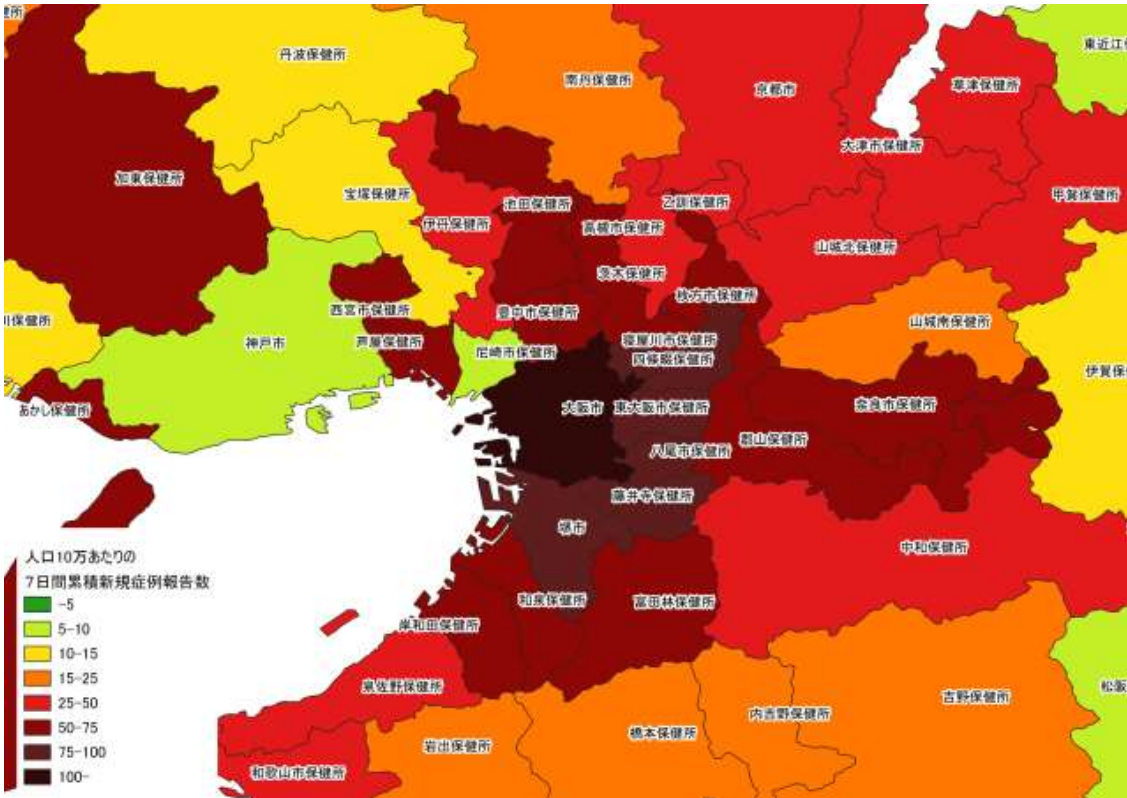 健所
丹波保健所
南丹保健所
京都市
東近江
草津保健所
大津市保健所
加東保健所
宝塚保健所
池田保健所
乙訓保健所
甲賀保健所
伊丹保健所
高槻市保健所
山城北保健所
茨木保健所
枚方市保健所
西宮市保健所
豊中市保健所
川保健所
神戸市
芦屋保健所
尼崎市保健所
寝屋川市保健所
四條畷保健所
山城南保健所
伊賀保
あかし保健所
大阪市
東大阪市保健所
奈良市保健所
郡山保健所
八尾市保健所
藤井寺保健所
堺市
中和保健所
人口10万あたりの
7日間累積新規症例報告数
-5
5-10
10-15
15-25
25-50
50-75
75-100
100-
和泉保健所
富田林保健所
岸和田保健所
泉佐野保健所
松阪
吉野保健所
内吉野保健所
橋本保健所
岩出保健所
和歌山市保健所